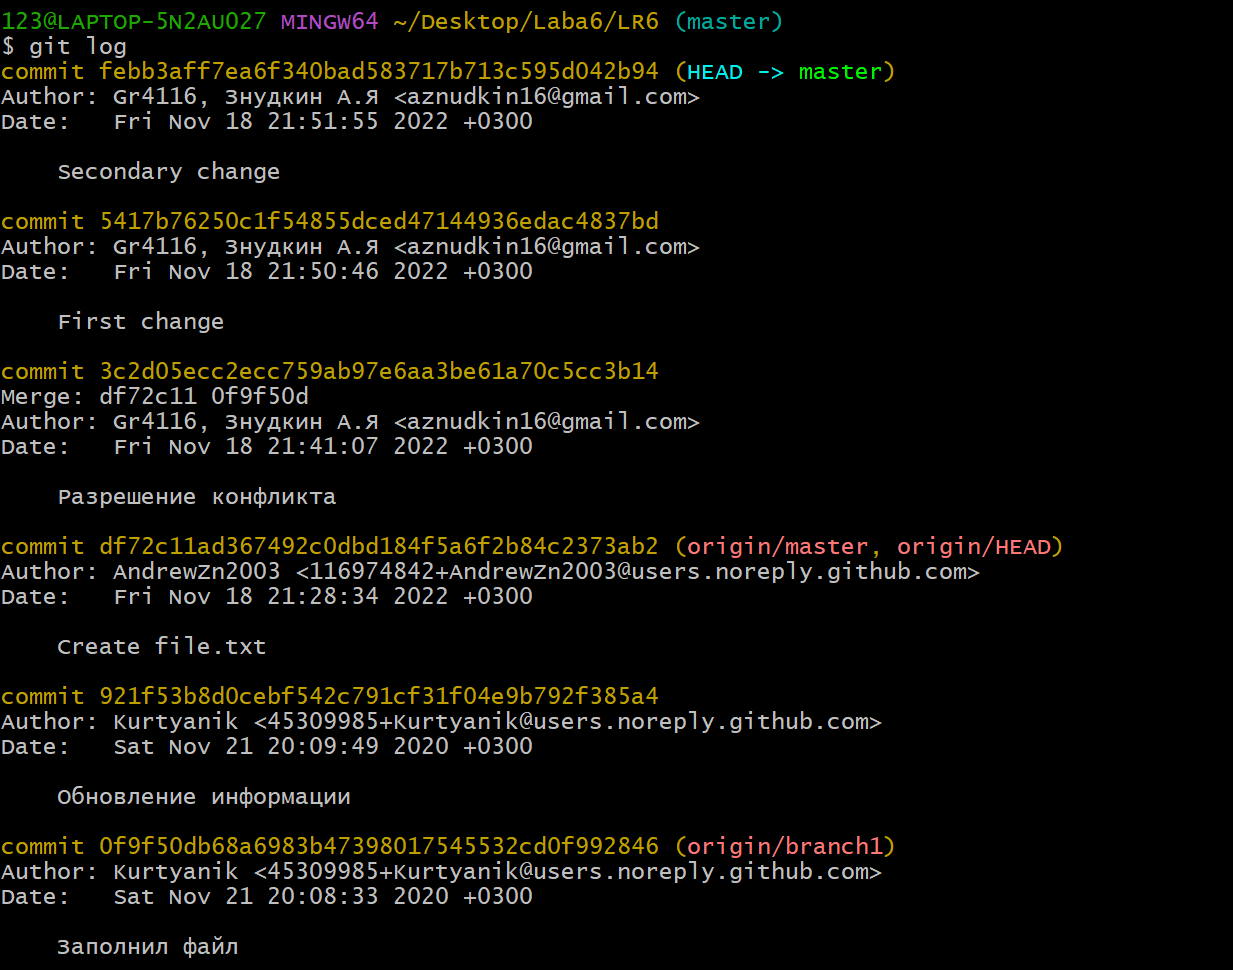 123@LAPTOP-5N2AU027 MINGW64 ~/Desktop/Laba6/LR6 (master)
$ git log
commit febb3aff7ea6f340bad583717b713c595d042b94 (HEAD -> master)
Author: Gr4116, Знудкин А.Я <aznudkin16@gmail.com>
Date:   Fri Nov 18 21:51:55 2022 +0300
    Secondary change
commit 5417b76250c1f54855dced47144936edac4837bd
Author: Gr4116, Знудкин А.Я <aznudkin16@gmail.com>
Date:   Fri Nov 18 21:50:46 2022 +0300
    First change
commit 3c2d05ecc2ecc759ab97e6aa3be61a70c5cc3b14
Merge: df72c11 0f9f50d
Author: Gr4116, Знудкин А.Я <aznudkin16@gmail.com>
Date:   Fri Nov 18 21:41:07 2022 +0300
    Разрешение конфликта
commit df72c11ad367492c0dbd184f5a6f2b84c2373ab2 (origin/master, origin/HEAD)
Author: AndrewZn2003 <116974842+AndrewZn2003@users.noreply.github.com>
Date:   Fri Nov 18 21:28:34 2022 +0300
    Create file.txt
commit 921f53b8d0cebf542c791cf31f04e9b792f385a4
Author: Kurtyanik <45309985+Kurtyanik@users.noreply.github.com>
Date:   Sat Nov 21 20:09:49 2020 +0300
    Обновление информации
commit 0f9f50db68a6983b47398017545532cd0f992846 (origin/branch1)
Author: Kurtyanik <45309985+Kurtyanik@users.noreply.github.com>
Date:   Sat Nov 21 20:08:33 2020 +0300
    Заполнил файл